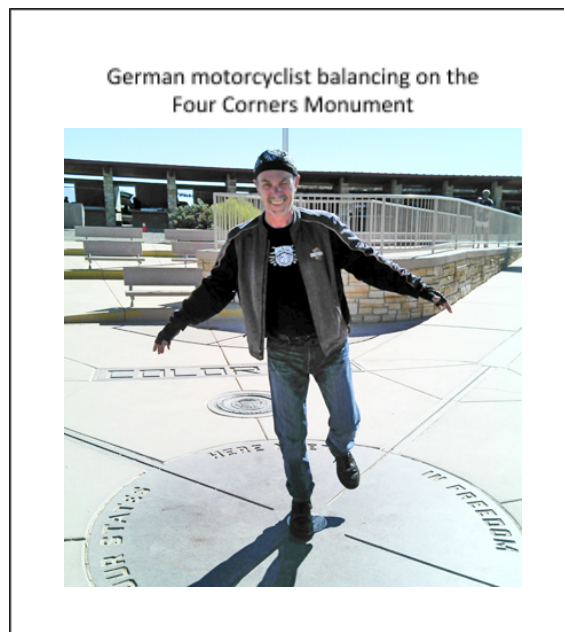 German motorcyclist balancing on the
Four Corners Monument
COLOR
HERE
OUR STATES
IN FREEDOM